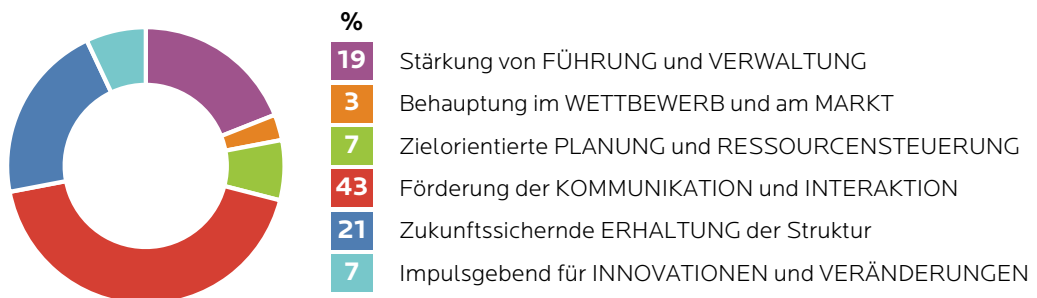 %
19 Stärkung von FÜHRUNG und VERWALTUNG
3 Behauptung im WETTBEWERB und am MARKT
7 Zielorientierte PLANUNG und RESSOURCENSTEUERUNG
43 Förderung der KOMMUNIKATION und INTERAKTION
21 Zukunftssichernde ERHALTUNG der Struktur
7 Impulsgebend für INNOVATIONEN und VERÄNDERUNGEN